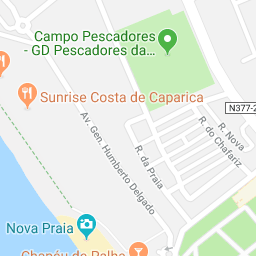 Campo Pescadores
- GD Pescadores da...
Sunrise Costa de Caparica
N377-2
R. Nova
R. do Chafariz
Av. Gen. Humberto Delgado
R. da Praia
Nova Praia
Chapéu de Palha